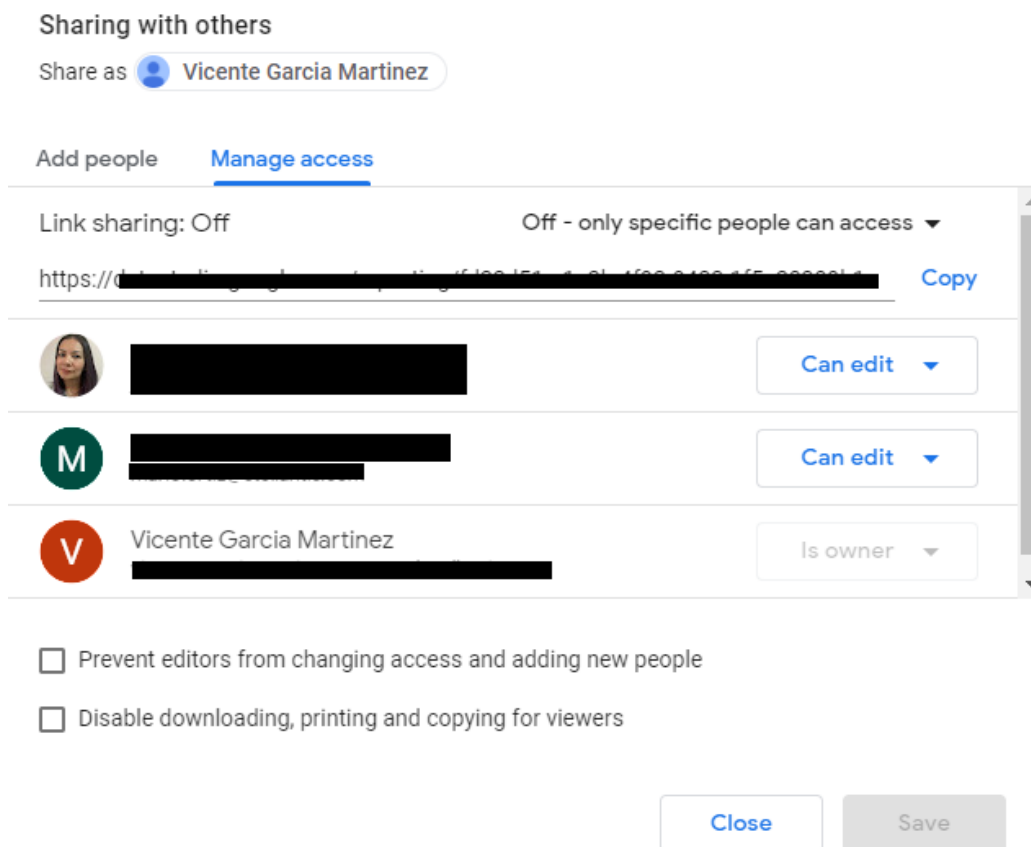 Sharing with others
Share as Vicente Garcia Martinez
Add people Manage access
Link sharing: Off Off - only specific people can access
https:// Copy
Can edit
M Can edit
V Vicente Garcia Martinez Is owner
Prevent editors from changing access and adding new people
Disable downloading, printing and copying for viewers
Close Save